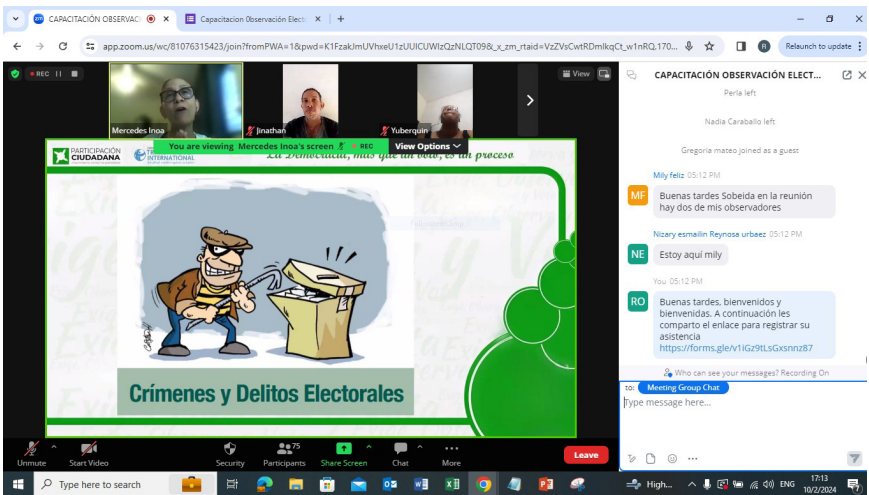 CAPACITACIÓN OBSERVAC
Capacitacion Observación Elect
app.zoom.us/wc/81076315423/join?fromPWA=1&pwd=K1FzakJmUVhxeU1zUUlCUWlzQzNLQT09&_x_zm_rtaid=VzZVsCwtRDmlkqCt_w1nRQ.170...
R
Relaunch to update
REC
View
Mercedes Inoa
Jinathan
Yuberquin
You are viewing Mercedes Inoa's screen
REC
View Options
PARTICIPACIÓN
CIUDADANA
INTERNATIONAL
La Democracia, más que un voto, es un proceso
Crímenes y Delitos Electorales
CAPACITACIÓN OBSERVACIÓN ELECT...
Perla left
Nadia Caraballo left
Gregoria mateo joined as a guest
Mily feliz 05:12 PM
MF
Buenas tardes Sobeida en la reunión
hay dos de mis observadores
Nizary esmailin Reynosa urbaez 05:12 PM
NE
Estoy aquí mily
You 05:12 PM
RO
Buenas tardes, bienvenidos y
bienvenidas. A continuación les
comparto el enlace para registrar su
asistencia
https://forms.gle/v1iGz9tLsGxsnnz87
Who can see your messages? Recording On
to: Meeting Group Chat
Type message here...
Unmute
Start Video
Security
75
Participants
Share Screen
Chat
More
Leave
Type here to search
High...
ENG
17:13
10/2/2024
7